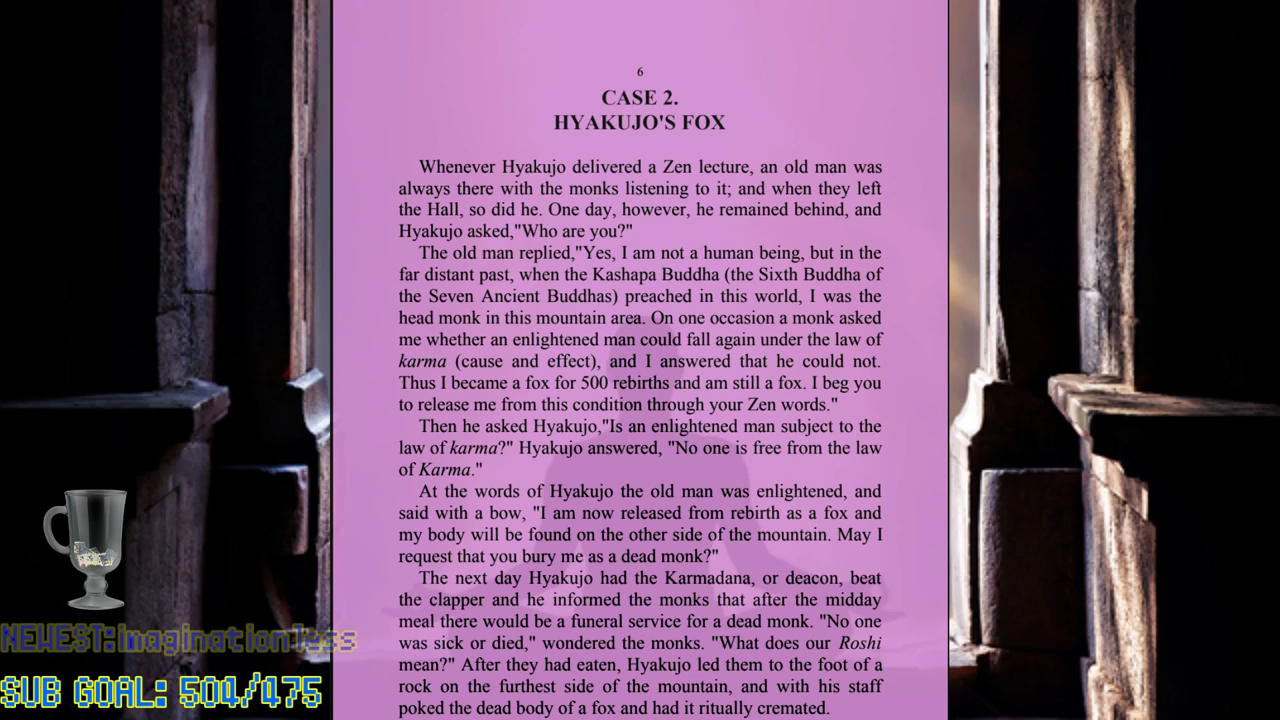 6
CASE 2.
HYAKUJO'S FOX
Whenever Hyakujo delivered a Zen lecture, an old man was
always there with the monks listening to it; and when they left
the Hall, so did he. One day, however, he remained behind, and
Hyakujo asked,"Who are you?"
The old man replied,"Yes, I am not a human being, but in the
far distant past, when the Kashapa Buddha (the Sixth Buddha of
the Seven Ancient Buddhas) preached in this world, I was the
head monk in this mountain area. On one occasion a monk asked
me whether an enlightened man could fall again under the law of
karma (cause and effect), and I answered that he could not.
Thus I became a fox for 500 rebirths and am still a fox. I beg you
to release me from this condition through your Zen words."
Then he asked Hyakujo,"Is an enlightened man subject to the
law of karma?" Hyakujo answered, "No one is free from the law
of Karma."
At the words of Hyakujo the old man was enlightened, and
said with a bow, "I am now released from rebirth as a fox and
my body will be found on the other side of the mountain. May I
request that you bury me as a dead monk?"
The next day Hyakujo had the Karmadana, or deacon, beat
the clapper and he informed the monks that after the midday
meal there would be a funeral service for a dead monk. "No one
was sick or died," wondered the monks. "What does our Roshi
mean?" After they had eaten, Hyakujo led them to the foot of a
rock on the furthest side of the mountain, and with his staff
poked the dead body of a fox and had it ritually cremated.
NEWEST:imaginationless
SUB GOAL: 504/475